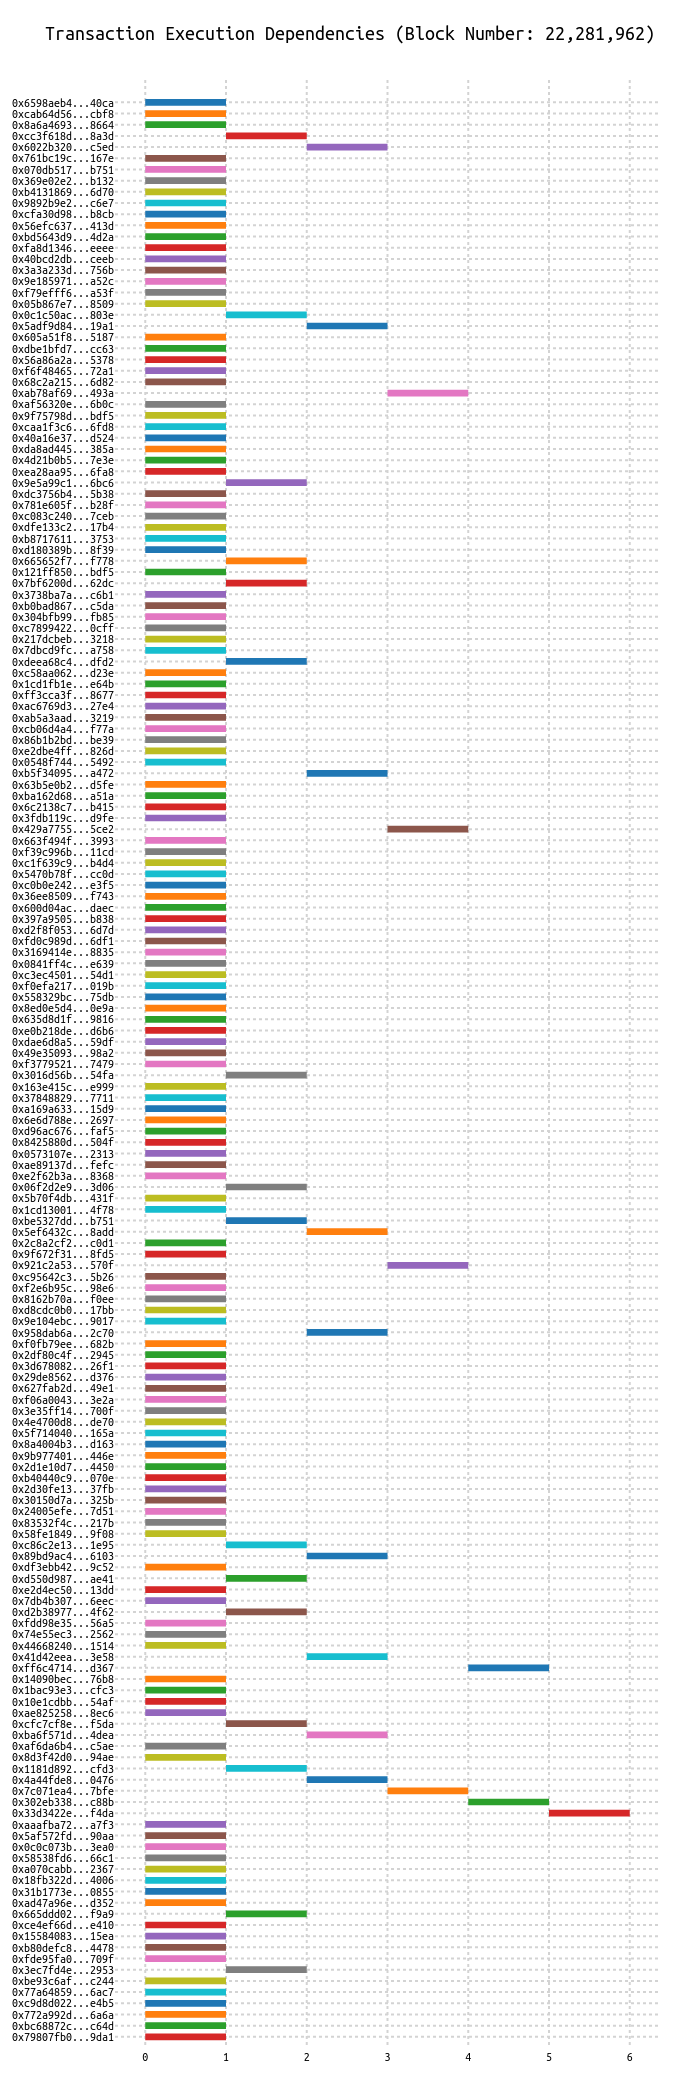 Transaction Execution Dependencies (Block Number: 22,281,962)
0x6598aeb4...40ca
0xcab64d56...cbf8
0x8a6a4693...8664
0xcc3f618d...8a3d
0x6022b320...c5ed
0x761bc19c...167e
0x070db517...b751
0x369e02e2...b132
0xb4131869...6d70
0x9892b9e2...c6e7
0xcfa30d98...b8cb
0x56efc637...413d
0xbd5643d9...4d2a
0xfa8d1346...eeee
0x40bcd2db...ceeb
0x3a3a233d...756b
0x9e185971...a52c
0xf79efff6...a53f
0x05b867e7...8509
0x0c1c50ac...803e
0x5adf9d84...19a1
0x605a51f8...5187
0xdbe1bfd7...cc63
0x56a86a2a...5378
0xf6f48465...72a1
0x68c2a215...6d82
0xab78af69...493a
0xaf56320e...6b0c
0x9f75798d...bdf5
0xcaa1f3c6...6fd8
0x40a16e37...d524
0xda8ad445...385a
0x4d21b0b5...7e3e
0xea28aa95...6fa8
0x9e5a99c1...6bc6
0xdc3756b4...5b38
0x781e605f...b28f
0xc083c240...7ceb
0xdfe133c2...17b4
0xb8717611...3753
0xd180389b...8f39
0x665652f7...f778
0x121ff850...bdf5
0x7bf6200d...62dc
0x3738ba7a...c6b1
0xb0bad867...c5da
0x304bfb99...fb85
0xc7899422...0cff
0x217dcbeb...3218
0x7dbcd9fc...a758
0xdeea68c4...dfd2
0xc58aa062...d23e
0x1cd1fb1e...e64b
0xff3cca3f...8677
0xac6769d3...27e4
0xab5a3aad...3219
0xcb06d4a4...f77a
0x86b1b2bd...be39
0xe2dbe4ff...826d
0x0548f744...5492
0xb5f34095...a472
0x63b5e0b2...d5fe
0xba162d68...a51a
0x6c2138c7...b415
0x3fdb119c...d9fe
0x429a7755...5ce2
0x663f494f...3993
0xf39c996b...11cd
0xc1f639c9...b4d4
0x5470b78f...cc0d
0xc0b0e242...e3f5
0x36ee8509...f743
0x600d04ac...daec
0x397a9505...b838
0xd2f8f053...6d7d
0xfd0c989d...6df1
0x3169414e...8835
0x0841ff4c...e639
0xc3ec4501...54d1
0xf0efa217...019b
0x558329bc...75db
0x8ed0e5d4...0e9a
0x635d8d1f...9816
0xe0b218de...d6b6
0xdae6d8a5...59df
0x49e35093...98a2
0xf3779521...7479
0x3016d56b...54fa
0x163e415c...e999
0x37848829...7711
0xa169a633...15d9
0x6e6d788e...2697
0xd96ac676...faf5
0x8425880d...504f
0x0573107e...2313
0xae89137d...fefc
0xe2f62b3a...8368
0x06f2d2e9...3d06
0x5b70f4db...431f
0x1cd13001...4f78
0xbe5327dd...b751
0x5ef6432c...8add
0x2c8a2cf2...c0d1
0x9f672f31...8fd5
0x921c2a53...570f
0xc95642c3...5b26
0xf2e6b95c...98e6
0x8162b70a...f0ee
0xd8cdc0b0...17bb
0x9e104ebc...9017
0x958dab6a...2c70
0xf0fb79ee...682b
0x2df80c4f...2945
0x3d678082...26f1
0x29de8562...d376
0x627fab2d...49e1
0xf06a0043...3e2a
0x3e35ff14...700f
0x4e4700d8...de70
0x5f714040...165a
0x8a4004b3...d163
0x9b977401...446e
0x2d1e10d7...4450
0xb40440c9...070e
0x2d30fe13...37fb
0x30150d7a...325b
0x24005efe...7d51
0x83532f4c...217b
0x58fe1849...9f08
0xc86c2e13...1e95
0x89bd9ac4...6103
0xdf3ebb42...9c52
0xd550d987...ae41
0xe2d4ec50...13dd
0x7db4b307...6eec
0xd2b38977...4f62
0xfdd98e35...56a5
0x74e55ec3...2562
0x44668240...1514
0x41d42eea...3e58
0xff6c4714...d367
0x14090bec...76b8
0x1bac93e3...cfc3
0x10e1cdbb...54af
0xae825258...8ec6
0xcfc7cf8e...f5da
0xba6f571d...4dea
0xaf6da6b4...c5ae
0x8d3f42d0...94ae
0x1181d892...cfd3
0x4a44fde8...0476
0x7c071ea4...7bfe
0x302eb338...c88b
0x33d3422e...f4da
0xaaafba72...a7f3
0x5af572fd...90aa
0x0c0c073b...3ea0
0x58538fd6...66c1
0xa070cabb...2367
0x18fb322d...4006
0x31b1773e...0855
0xad47a96e...d352
0x665ddd02...f9a9
0xce4ef66d...e410
0x15584083...15ea
0xb80defc8...4478
0xfde95fa0...709f
0x3ec7fd4e...2953
0xbe93c6af...c244
0x77a64859...6ac7
0xc9d8d022...e4b5
0x772a992d...6a6a
0xbc68872c...c64d
0x79807fb0...9da1
0 1 2 3 4 5 6